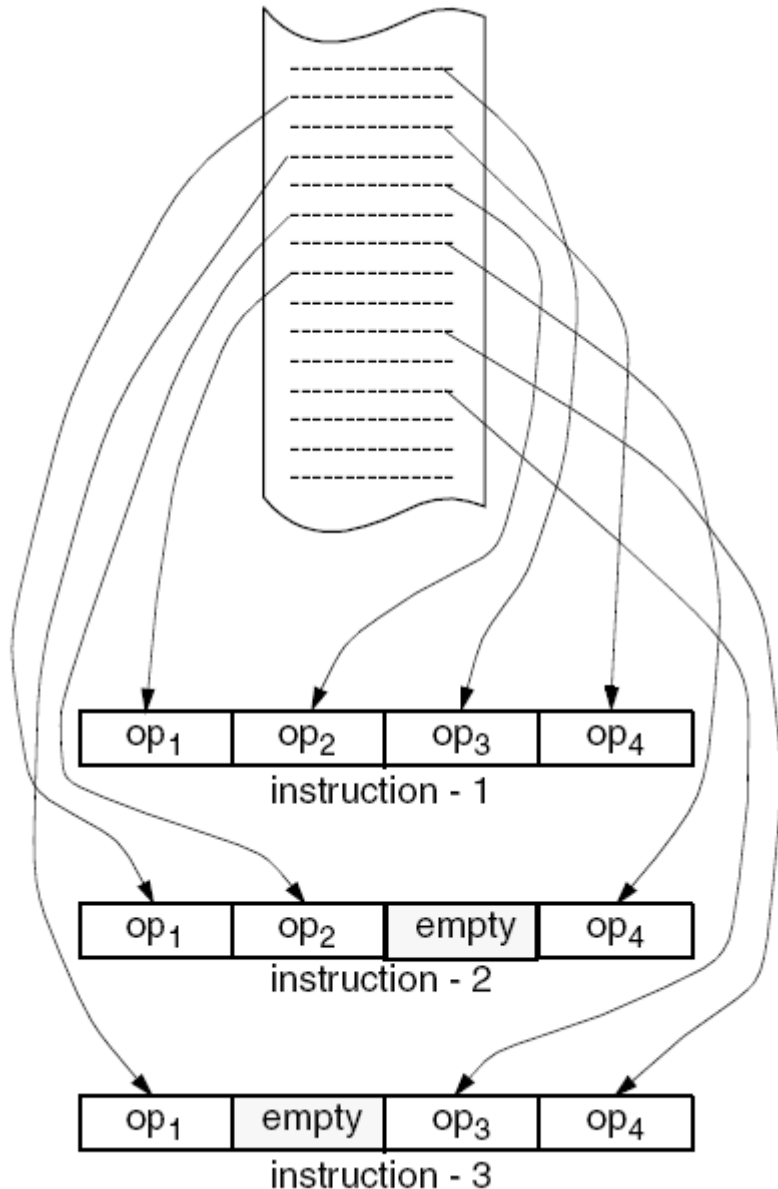 op1 op2 op3 op4
instruction - 1
op1 op2 empty op4
instruction - 2
op1 empty op3 op4
instruction - 3